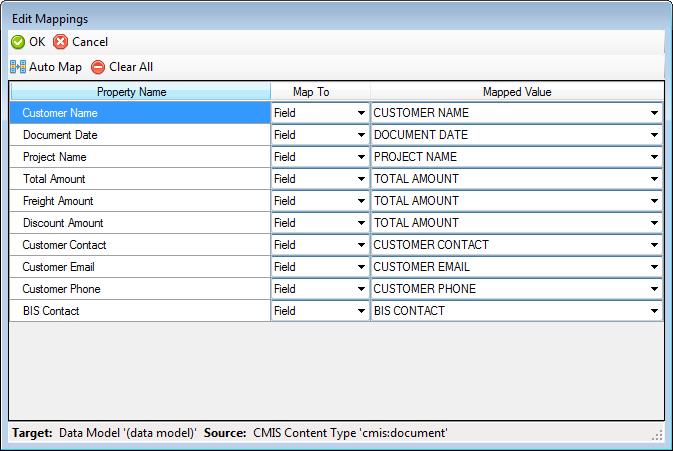 Edit Mappings
OK Cancel
Auto Map Clear All
Property Name Map To Mapped Value
Customer Name Field CUSTOMER NAME
Document Date Field DOCUMENT DATE
Project Name Field PROJECT NAME
Total Amount Field TOTAL AMOUNT
Freight Amount Field TOTAL AMOUNT
Discount Amount Field TOTAL AMOUNT
Customer Contact Field CUSTOMER CONTACT
Customer Email Field CUSTOMER EMAIL
Customer Phone Field CUSTOMER PHONE
BIS Contact Field BIS CONTACT
Target: Data Model '(data model)' Source: CMIS Content Type 'cmis:document'